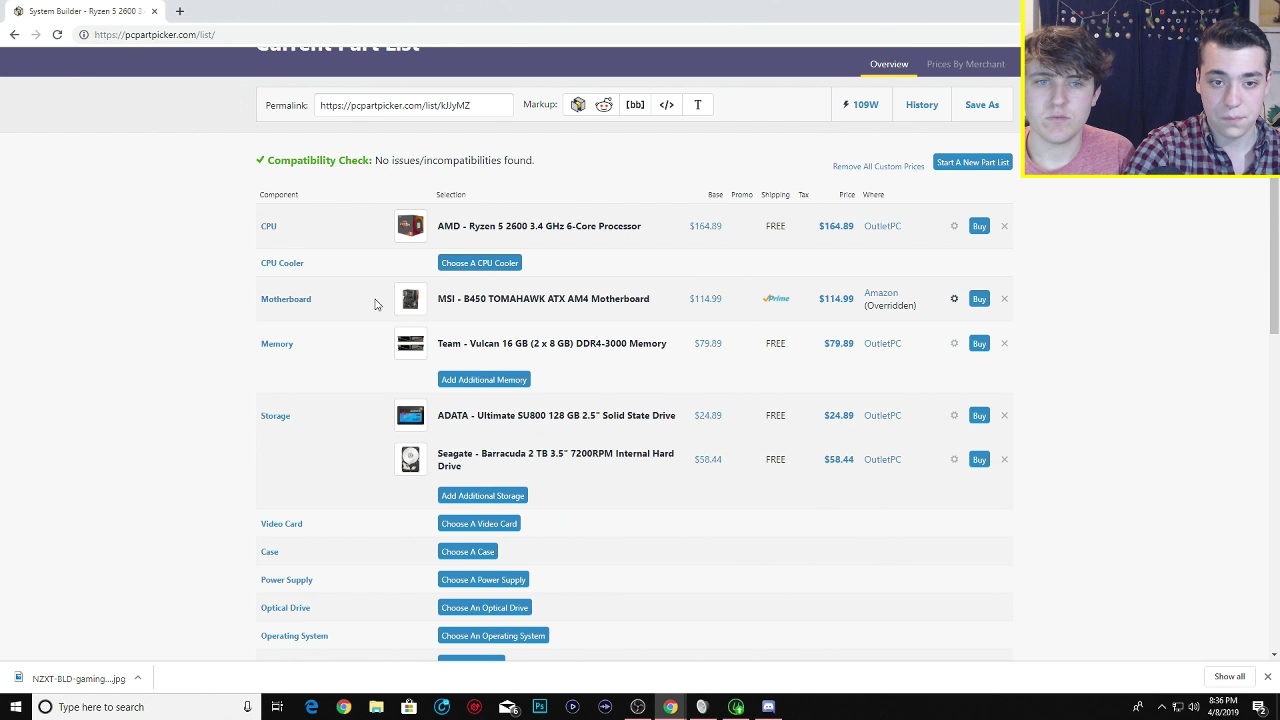 System Builder - Ryzen 5 2600 3.
https://pcpartpicker.com/list/
Current Part List
Overview
Prices By Merchant
Permalink:
https://pcpartpicker.com/list/kJJyMZ
Markup:
[bb]
</>
T
109W
History
Save As
Compatibility Check: No issues/incompatibilities found.
Remove All Custom Prices
Start A New Part List
Component Selection Base Promo Shipping Tax Price Where
CPU AMD - Ryzen 5 2600 3.4 GHz 6-Core Processor $164.89 FREE $164.89 OutletPC Buy
CPU Cooler Choose A CPU Cooler
Motherboard MSI - B450 TOMAHAWK ATX AM4 Motherboard $114.99 Prime $114.99 Amazon Buy
(Overridden)
Memory Team - Vulcan 16 GB (2 x 8 GB) DDR4-3000 Memory $79.89 FREE $79.89 OutletPC Buy
Add Additional Memory
Storage ADATA - Ultimate SU800 128 GB 2.5" Solid State Drive $24.89 FREE $24.89 OutletPC Buy
Seagate - Barracuda 2 TB 3.5" 7200RPM Internal Hard
Drive $58.44 FREE $58.44 OutletPC Buy
Add Additional Storage
Video Card Choose A Video Card
Case Choose A Case
Power Supply Choose A Power Supply
Optical Drive Choose An Optical Drive
Operating System Choose An Operating System
NZXT-BLD-gaming....jpg
Show all
Type here to search
8:36 PM
4/8/2019